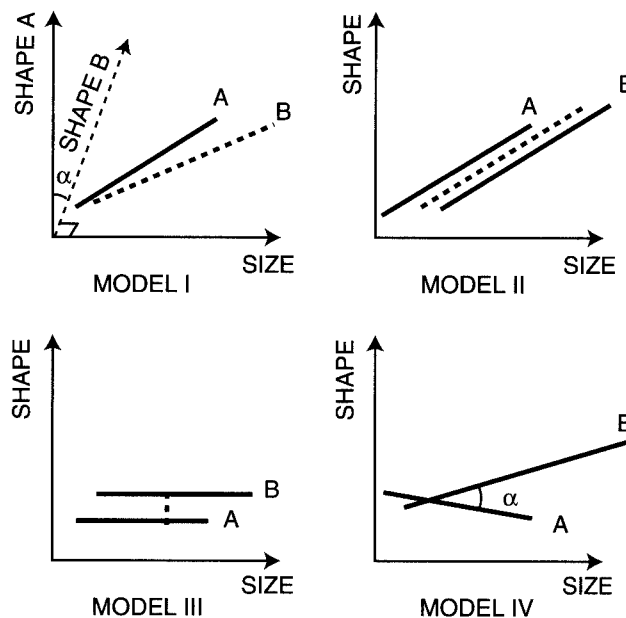 SHAPE A
SHAPE B
α
A
B
SIZE
MODEL I
SHAPE
A
B
SIZE
MODEL II
SHAPE
B
A
SIZE
MODEL III
SHAPE
B
α
A
SIZE
MODEL IV